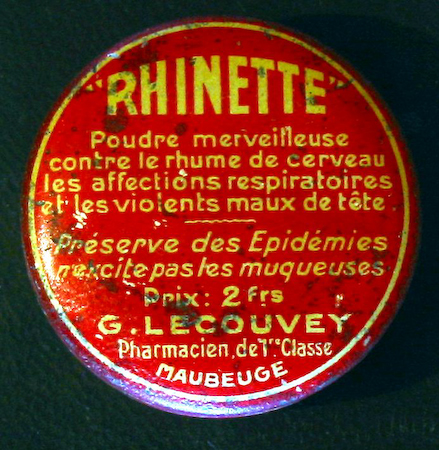 "RHINETTE"
Poudre merveilleuse
contre le rhume de cerveau
les affections respiratoires
et les violents maux de tête
Préserve des Epidémies
n'excite pas les muqueuses
Prix: 2 frs
G. LECOUVEY
Pharmacien, de 1re Classe
MAUBEUGE